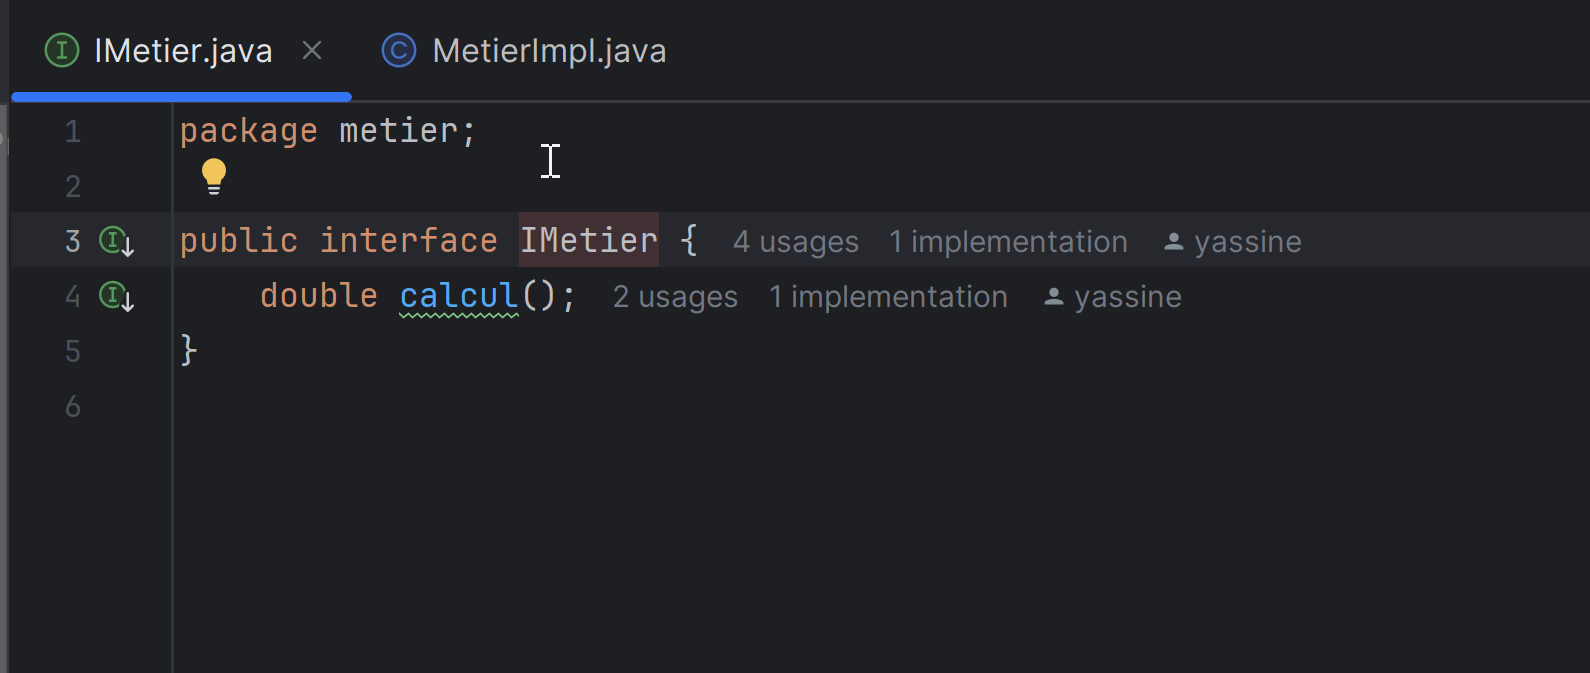 IMetier.java MetierImpl.java
1 package metier;
2
3 public interface IMetier { 4 usages 1 implementation yassine
4 double calcul(); 2 usages 1 implementation yassine
5 }
6